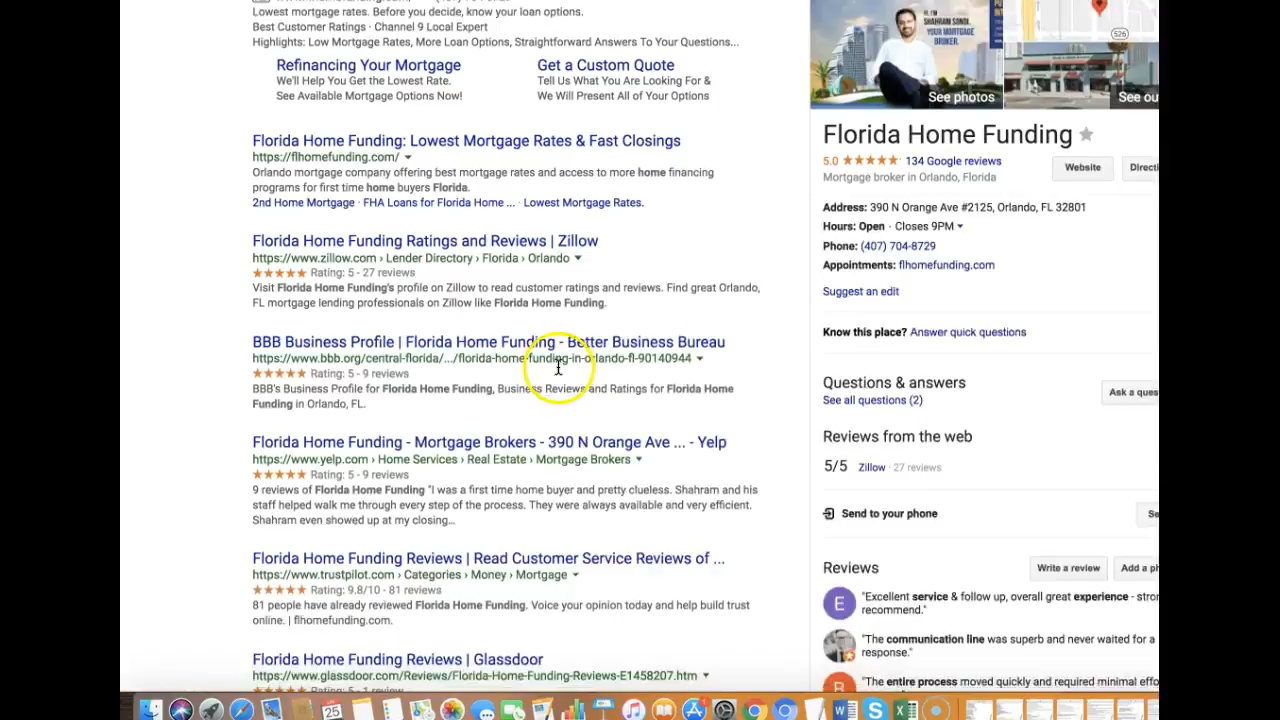 Lowest mortgage rates. Before you decide, know your loan options.
Best Customer Ratings · Channel 9 Local Expert
Highlights: Low Mortgage Rates, More Loan Options, Straightforward Answers To Your Questions...
Refinancing Your Mortgage
We'll Help You Get the Lowest Rate.
See Available Mortgage Options Now!
Get a Custom Quote
Tell Us What You Are Looking For &
We Will Present All of Your Options
Florida Home Funding: Lowest Mortgage Rates & Fast Closings
https://flhomefunding.com/
Orlando mortgage company offering best mortgage rates and access to more home financing
programs for first time home buyers Florida.
2nd Home Mortgage · FHA Loans for Florida Home ... · Lowest Mortgage Rates.
Florida Home Funding Ratings and Reviews | Zillow
https://www.zillow.com › Lender Directory › Florida › Orlando
Rating: 5 - 27 reviews
Visit Florida Home Funding's profile on Zillow to read customer ratings and reviews. Find great Orlando,
FL mortgage lending professionals on Zillow like Florida Home Funding.
BBB Business Profile | Florida Home Funding - Better Business Bureau
https://www.bbb.org/central-florida/.../florida-home-funding-in-orlando-fl-90140944
Rating: 5 - 9 reviews
BBB's Business Profile for Florida Home Funding, Business Reviews and Ratings for Florida Home
Funding in Orlando, FL.
Florida Home Funding - Mortgage Brokers - 390 N Orange Ave ... - Yelp
https://www.yelp.com › Home Services › Real Estate › Mortgage Brokers
Rating: 5 - 9 reviews
9 reviews of Florida Home Funding "I was a first time home buyer and pretty clueless. Shahram and his
staff helped walk me through every step of the process. They were always available and very efficient.
Shahram even showed up at my closing...
Florida Home Funding Reviews | Read Customer Service Reviews of ...
https://www.trustpilot.com › Categories › Money › Mortgage
Rating: 9.8/10 - 81 reviews
81 people have already reviewed Florida Home Funding. Voice your opinion today and help build trust
online. | flhomefunding.com.
Florida Home Funding Reviews | Glassdoor
https://www.glassdoor.com/Reviews/Florida-Home-Funding-Reviews-E1458207.htm
HI, I'M
SHAHRAM SONDI,
YOUR MORTGAGE
BROKER.
See photos
526
See ou
Florida Home Funding
5.0 134 Google reviews
Mortgage broker in Orlando, Florida
Website
Directi
Address: 390 N Orange Ave #2125, Orlando, FL 32801
Hours: Open · Closes 9PM
Phone: (407) 704-8729
Appointments: flhomefunding.com
Suggest an edit
Know this place? Answer quick questions
Questions & answers
See all questions (2)
Ask a ques
Reviews from the web
5/5 Zillow · 27 reviews
Send to your phone
Se
Reviews
Write a review
Add a ph
E
"Excellent service & follow up, overall great experience - stron
recommend."
"The communication line was superb and never waited for a
response."
B
"The entire process moved quickly and required minimal effo
25
W
S